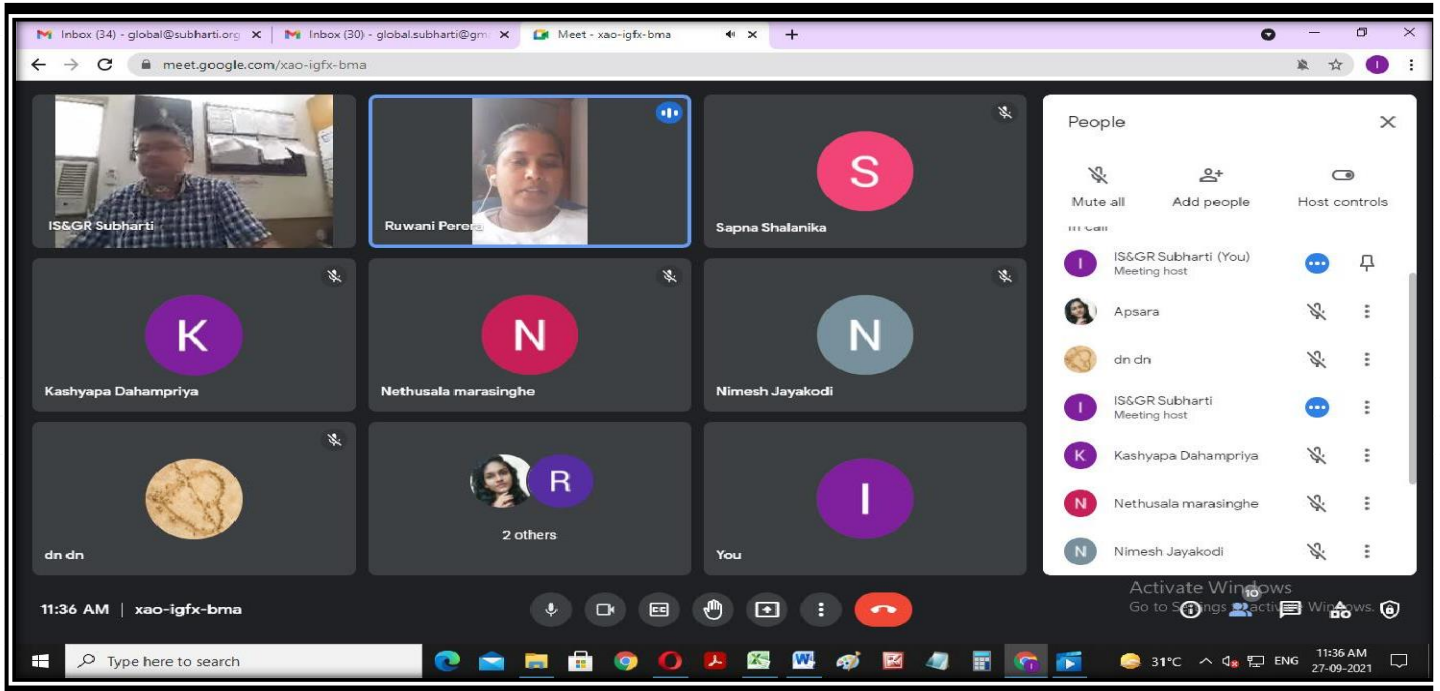 Inbox (34) - global@subharti.org
Inbox (30) - global.subharti@gm
Meet - xao-igfx-bma
meet.google.com/xao-igfx-bma
I
IS&GR Subharti
Ruwani Perera
S
Sapna Shalanika
K
Kashyapa Dahampriya
N
Nethusala marasinghe
N
Nimesh Jayakodi
dn dn
R
2 others
I
You
People
Mute all
Add people
Host controls
In call
I
IS&GR Subharti (You)
Meeting host
Apsara
dn dn
I
IS&GR Subharti
Meeting host
K
Kashyapa Dahampriya
N
Nethusala marasinghe
N
Nimesh Jayakodi
Activate Windows
Go to Settings activ Windows.
10
11:36 AM | xao-igfx-bma
CC
Type here to search
31°C
ENG
11:36 AM
27-09-2021